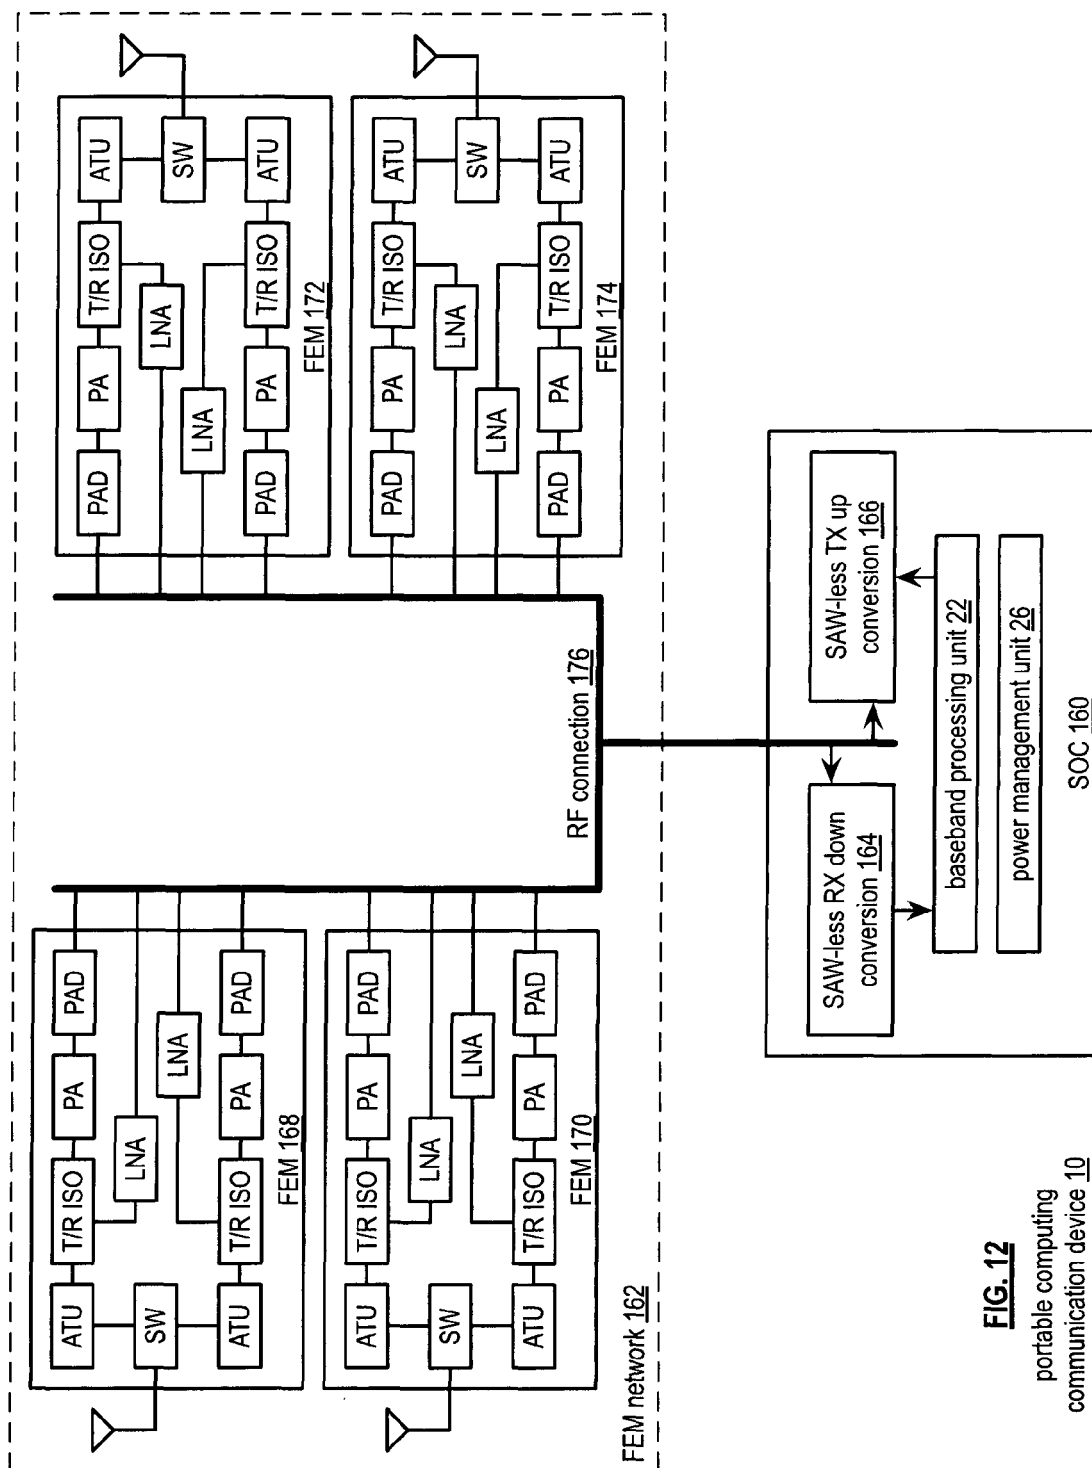 ATU
T/R ISO
PA
PAD
SW
LNA
LNA
ATU
T/R ISO
PA
PAD
FEM 168
ATU
T/R ISO
PA
PAD
SW
LNA
LNA
ATU
T/R ISO
PA
PAD
FEM 170
FEM network 162
RF connection 176
PAD
PA
T/R ISO
ATU
LNA
SW
LNA
PAD
PA
T/R ISO
ATU
FEM 172
PAD
PA
T/R ISO
ATU
LNA
SW
LNA
PAD
PA
T/R ISO
ATU
FEM 174
SAW-less RX down
conversion 164
SAW-less TX up
conversion 166
baseband processing unit 22
power management unit 26
SOC 160
FIG. 12
portable computing
communication device 10